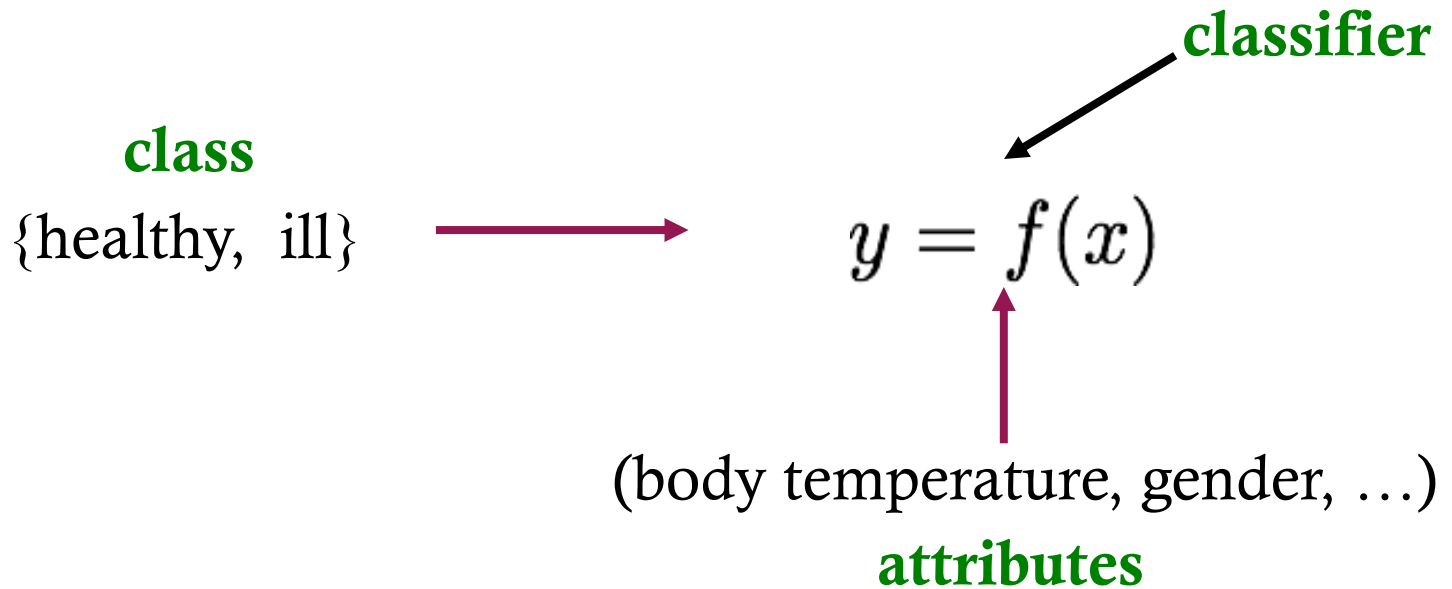 classifier
class
{healthy, ill}
y = f(x)
(body temperature, gender, …)
attributes